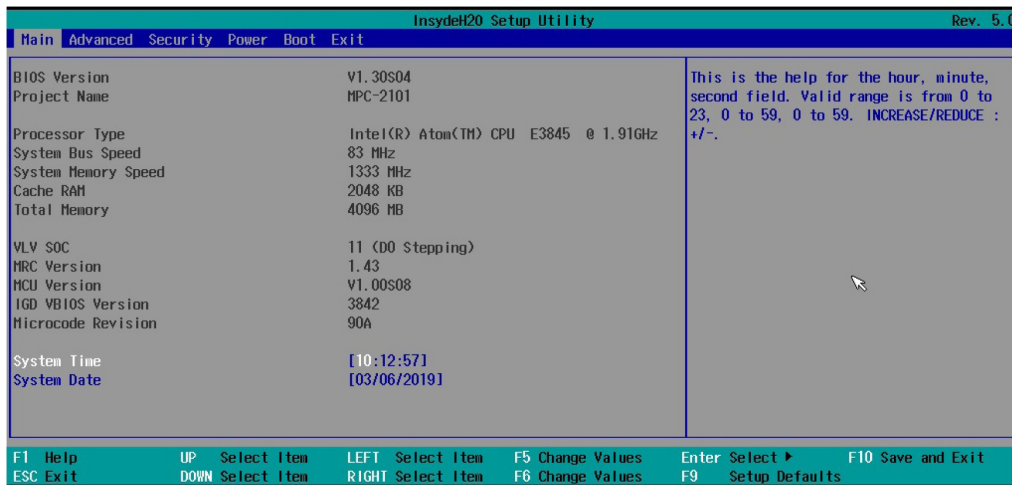 InsydeH20 Setup Utility Rev. 5.0
Main Advanced Security Power Boot Exit
BIOS Version V1.30S04
Project Name MPC-2101
Processor Type Intel(R) Atom(TM) CPU E3845 @ 1.91GHz
System Bus Speed 83 MHz
System Memory Speed 1333 MHz
Cache RAM 2048 KB
Total Memory 4096 MB
VLV SOC 11 (D0 Stepping)
MRC Version 1.43
MCU Version V1.00S08
IGD VBIOS Version 3842
Microcode Revision 90A
System Time [10:12:57]
System Date [03/06/2019]
This is the help for the hour, minute,
second field. Valid range is from 0 to
23, 0 to 59, 0 to 59. INCREASE/REDUCE :
+/-.
F1 Help UP Select Item LEFT Select Item F5 Change Values Enter Select ▶ F10 Save and Exit
ESC Exit DOWN Select Item RIGHT Select Item F6 Change Values F9 Setup Defaults